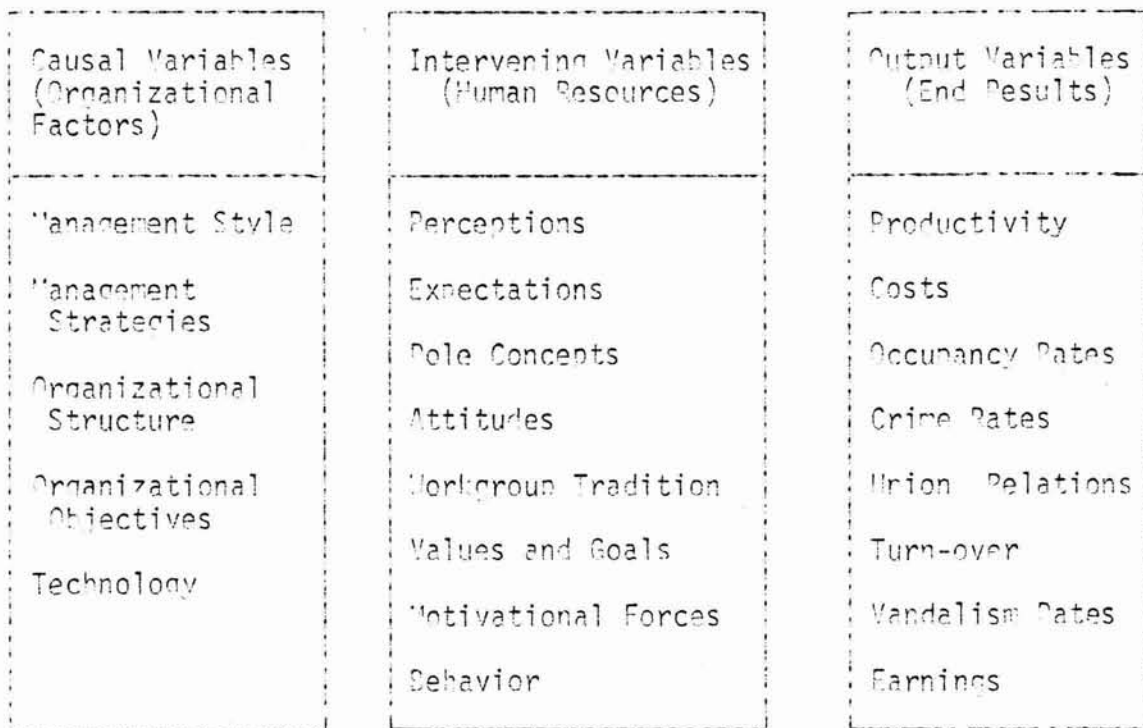 Causal Variables
(Organizational
Factors)
Management Style
Management
Strategies
Organizational
Structure
Organizational
Objectives
Technology
Intervening Variables
(Human Resources)
Perceptions
Expectations
Role Concepts
Attitudes
Workgroup Tradition
Values and Goals
Motivational Forces
Behavior
Output Variables
(End Results)
Productivity
Costs
Occupancy Rates
Crime Rates
Union Relations
Turn-over
Vandalism Rates
Earnings